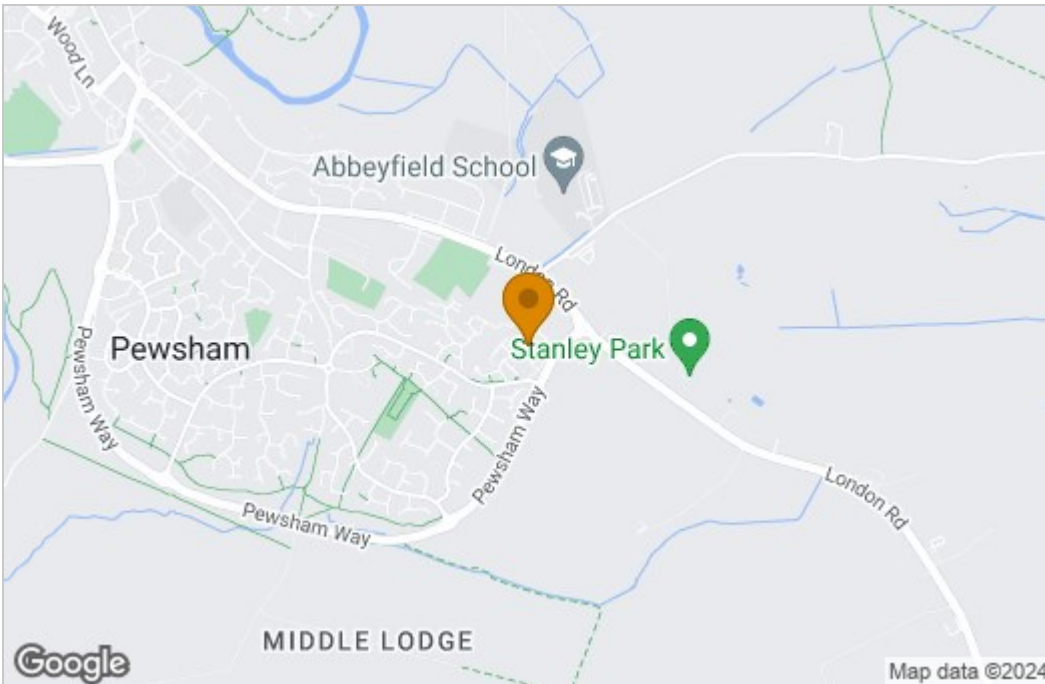 Wood Ln
Abbeyfield School
London Rd
Stanley Park
Pewsham
Pewsham Way
Pewsham Way
Pewsham Way
London Rd
MIDDLE LODGE
Google
Map data ©2024